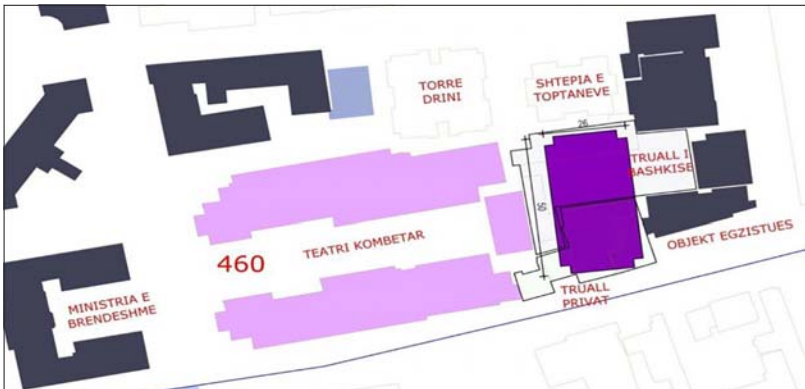 TORRE
DRINI
SHTEPIA E
TOPTANEVE
26
TRUALL I
BASHKISE
50
TEATRI KOMBETAR
460
OBJEKT EGZISTUES
MINISTRIA E
BRENDESHME
TRUALL
PRIVAT